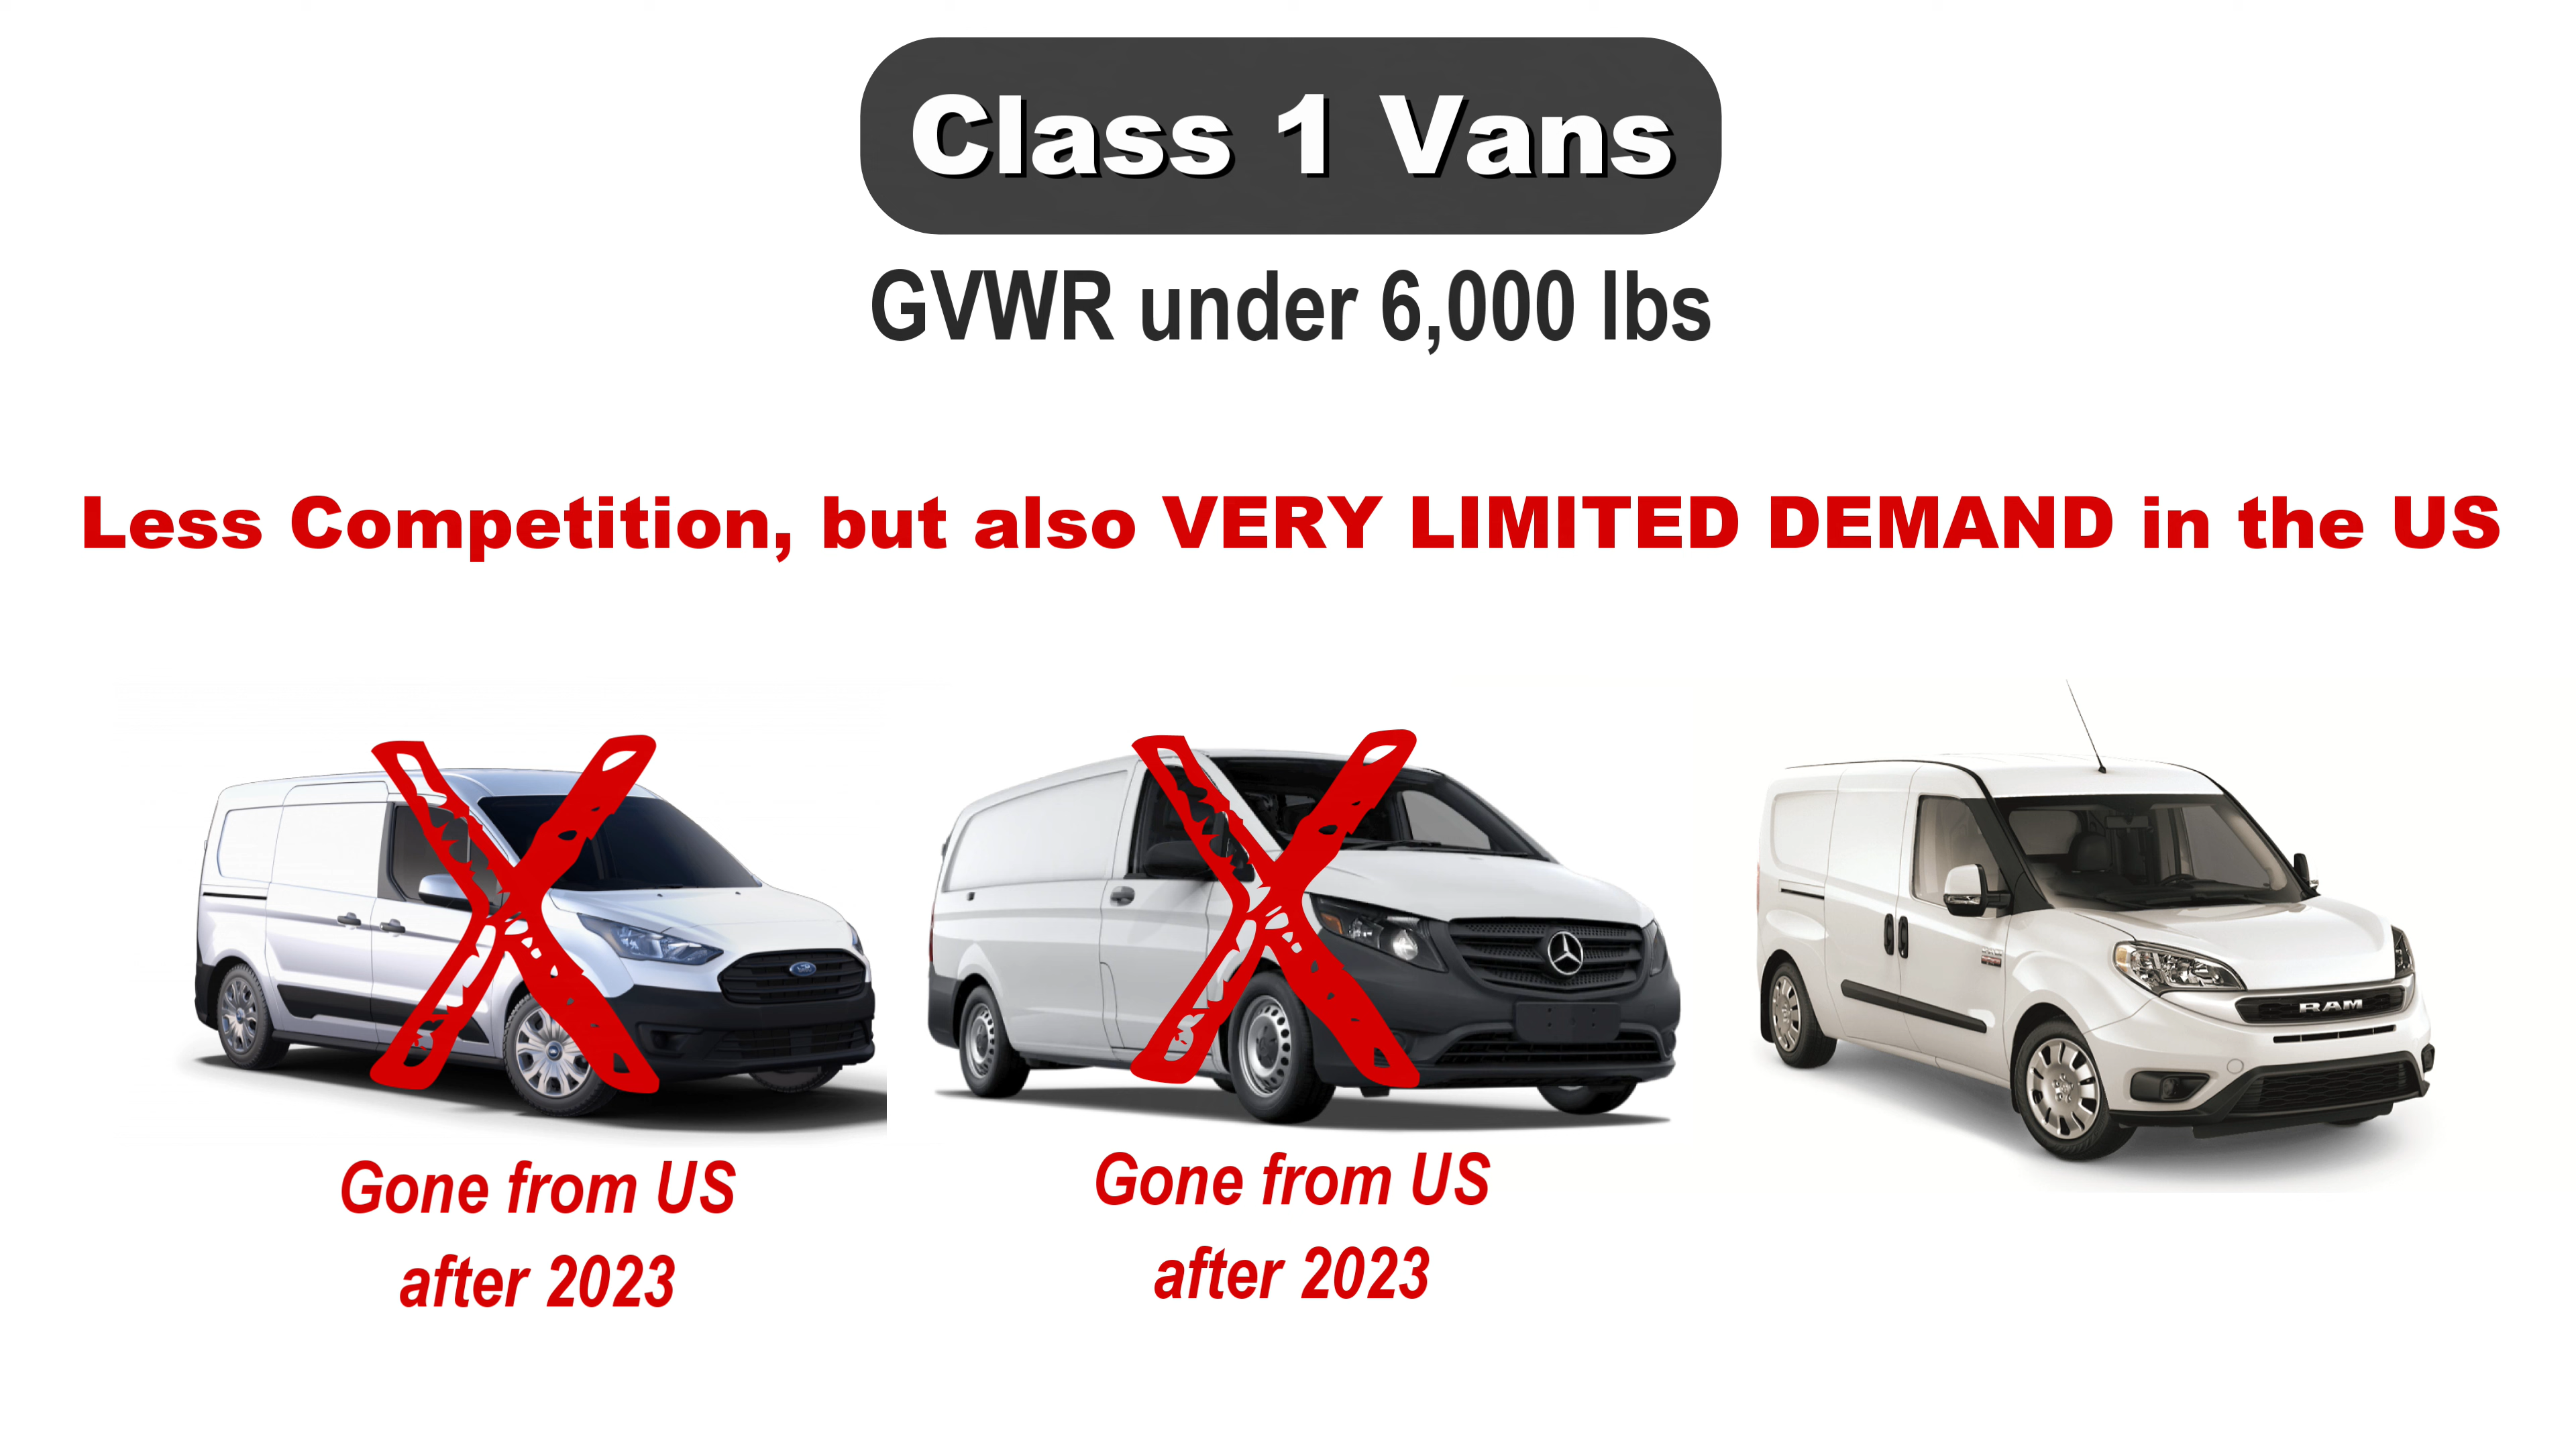 Class 1 Vans
GVWR under 6,000 lbs
Less Competition, but also VERY LIMITED DEMAND in the US
RAM
Gone from US
after 2023
Gone from US
after 2023